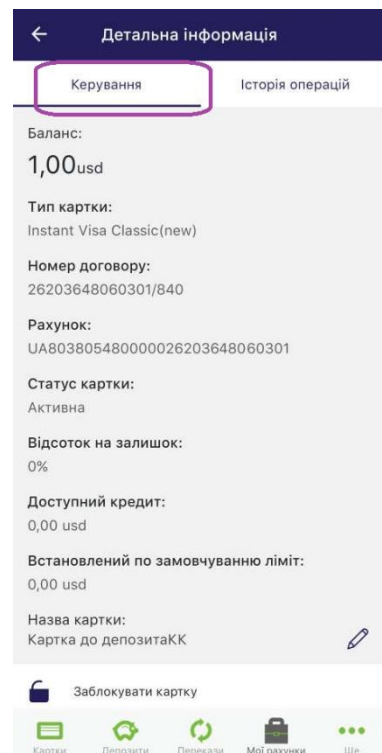 Детальна інформація
Керування
Історія операцій
Баланс:
1,00usd
Тип картки:
Instant Visa Classic(new)
Номер договору:
26203648060301/840
Рахунок:
UA803805480000026203648060301
Статус картки:
Активна
Відсоток на залишок:
0%
Доступний кредит:
0,00 usd
Встановлений по замовчуванню ліміт:
0,00 usd
Назва картки:
Картка до депозитаКК
Заблокувати картку
Картки
Депозити
Перекази
Мої рахунки
Ще